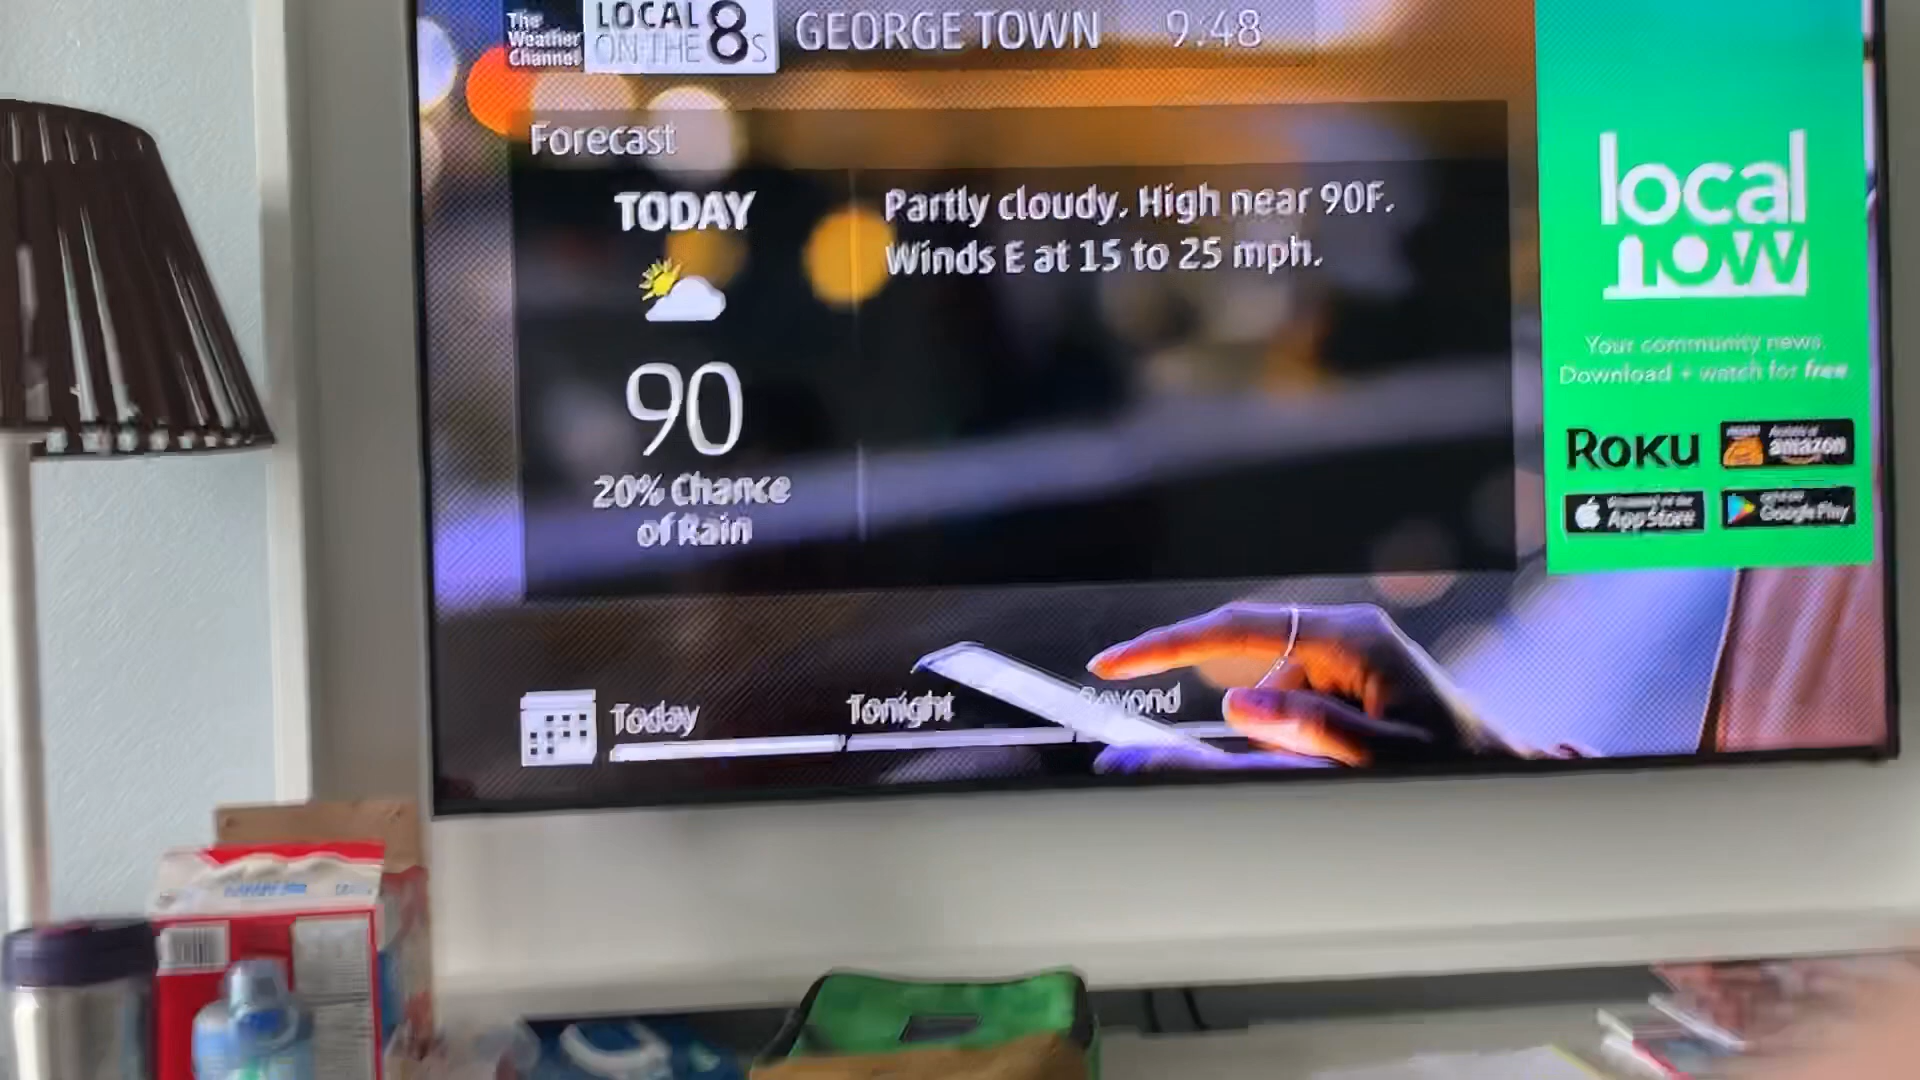 The
Weather
Channel
LOCAL
ON THE 8s
GEORGE TOWN 9:48
Forecast
TODAY
90
20% Chance
of Rain
Partly cloudy. High near 90F.
Winds E at 15 to 25 mph.
Today Tonight Beyond
local
now
Your community news.
Download + watch for free
ROKU
Available at
amazon
App Store
Google Play